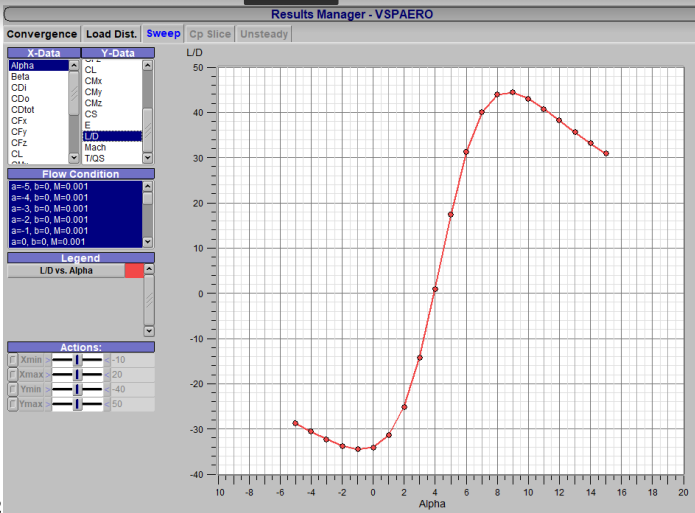 Results Manager - VSPAERO
Convergence Load Dist. Sweep Cp Slice Unsteady
X-Data Y-Data
Alpha
Beta
CDi
CDo
CDtot
CFx
CFy
CFz
CL
CL
CMx
CMy
CMz
CS
E
L/D
Mach
T/QS
Flow Condition
a=-5, b=0, M=0.001
a=-4, b=0, M=0.001
a=-3, b=0, M=0.001
a=-2, b=0, M=0.001
a=-1, b=0, M=0.001
a=0, b=0, M=0.001
Legend
L/D vs. Alpha
Actions:
Xmin > < -10
Xmax > < 20
Ymin > < -40
Ymax > < 50
L/D
50
40
30
20
10
0
-10
-20
-30
-40
10 -8 -6 -4 -2 0 2 4 6 8 10 12 14 16 18 20
Alpha